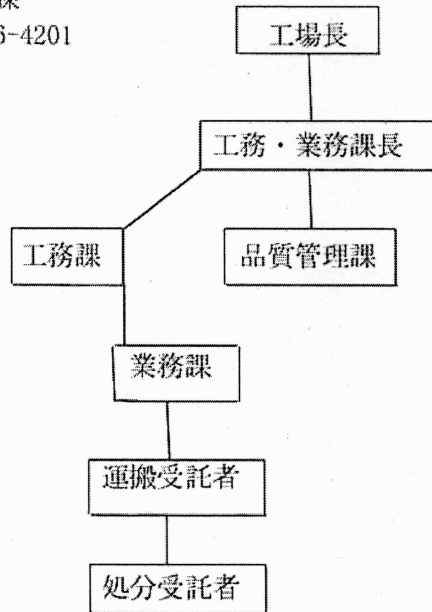 課
6-4201
工場長
工務・業務課長
工務課
品質管理課
業務課
運搬受託者
処分受託者